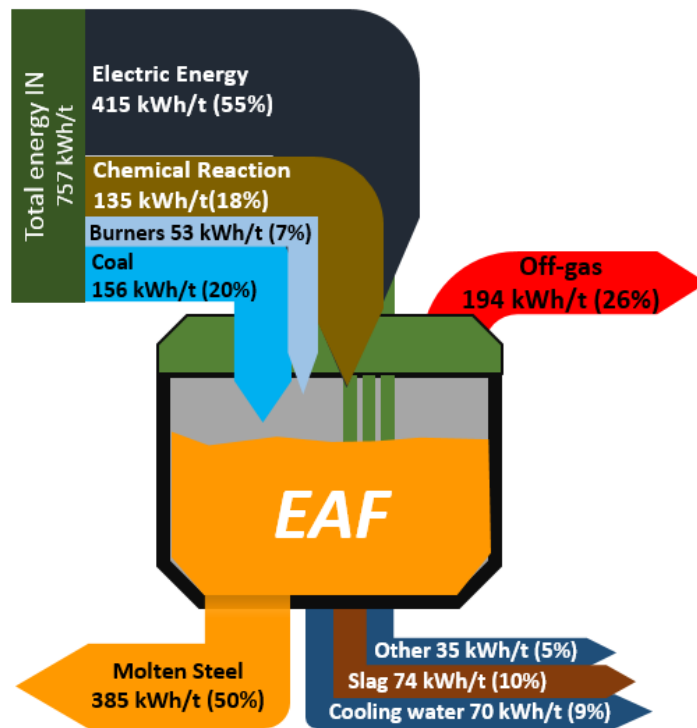 Total energy IN
757 kWh/t
Electric Energy
415 kWh/t (55%)
Chemical Reaction
135 kWh/t(18%)
Burners 53 kWh/t (7%)
Coal
156 kWh/t (20%)
Off-gas
194 kWh/t (26%)
EAF
Molten Steel
385 kWh/t (50%)
Other 35 kWh/t (5%)
Slag 74 kWh/t (10%)
Cooling water 70 kWh/t (9%)